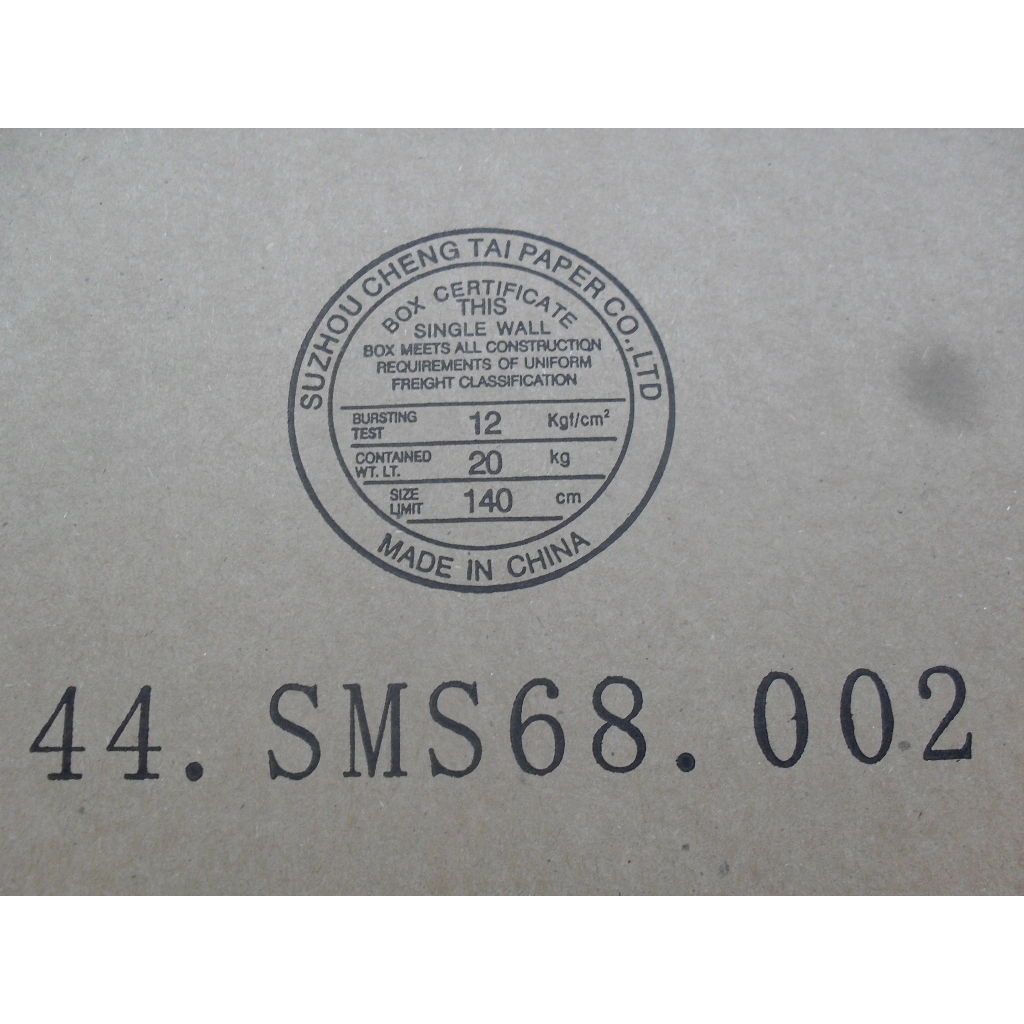 SUZHOU CHENG TAI PAPER CO.,LTD
BOX CERTIFICATE
THIS
SINGLE WALL
BOX MEETS ALL CONSTRUCTION
REQUIREMENTS OF UNIFORM
FREIGHT CLASSIFICATION
BURSTING TEST 12 Kgf/cm²
CONTAINED WT. LT. 20 kg
SIZE LIMIT 140 cm
MADE IN CHINA
44.SMS68.002